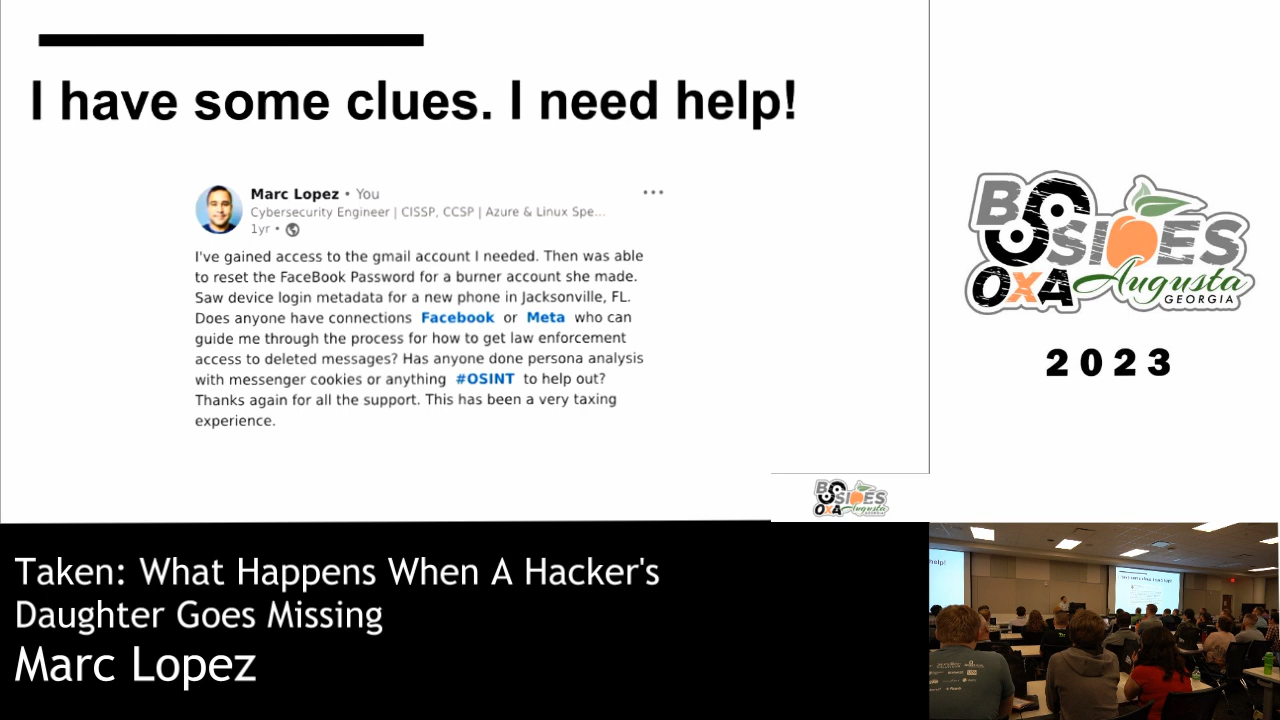 I have some clues. I need help!
Marc Lopez • You
Cybersecurity Engineer | CISSP, CCSP | Azure & Linux Spe...
1yr •
I've gained access to the gmail account I needed. Then was able
to reset the FaceBook Password for a burner account she made.
Saw device login metadata for a new phone in Jacksonville, FL.
Does anyone have connections Facebook or Meta who can
guide me through the process for how to get law enforcement
access to deleted messages? Has anyone done persona analysis
with messenger cookies or anything #OSINT to help out?
Thanks again for all the support. This has been a very taxing
experience.
BSIDES
OXA Augusta
GEORGIA
2023
BSIDES
OXA Augusta
Taken: What Happens When A Hacker's
Daughter Goes Missing
Marc Lopez